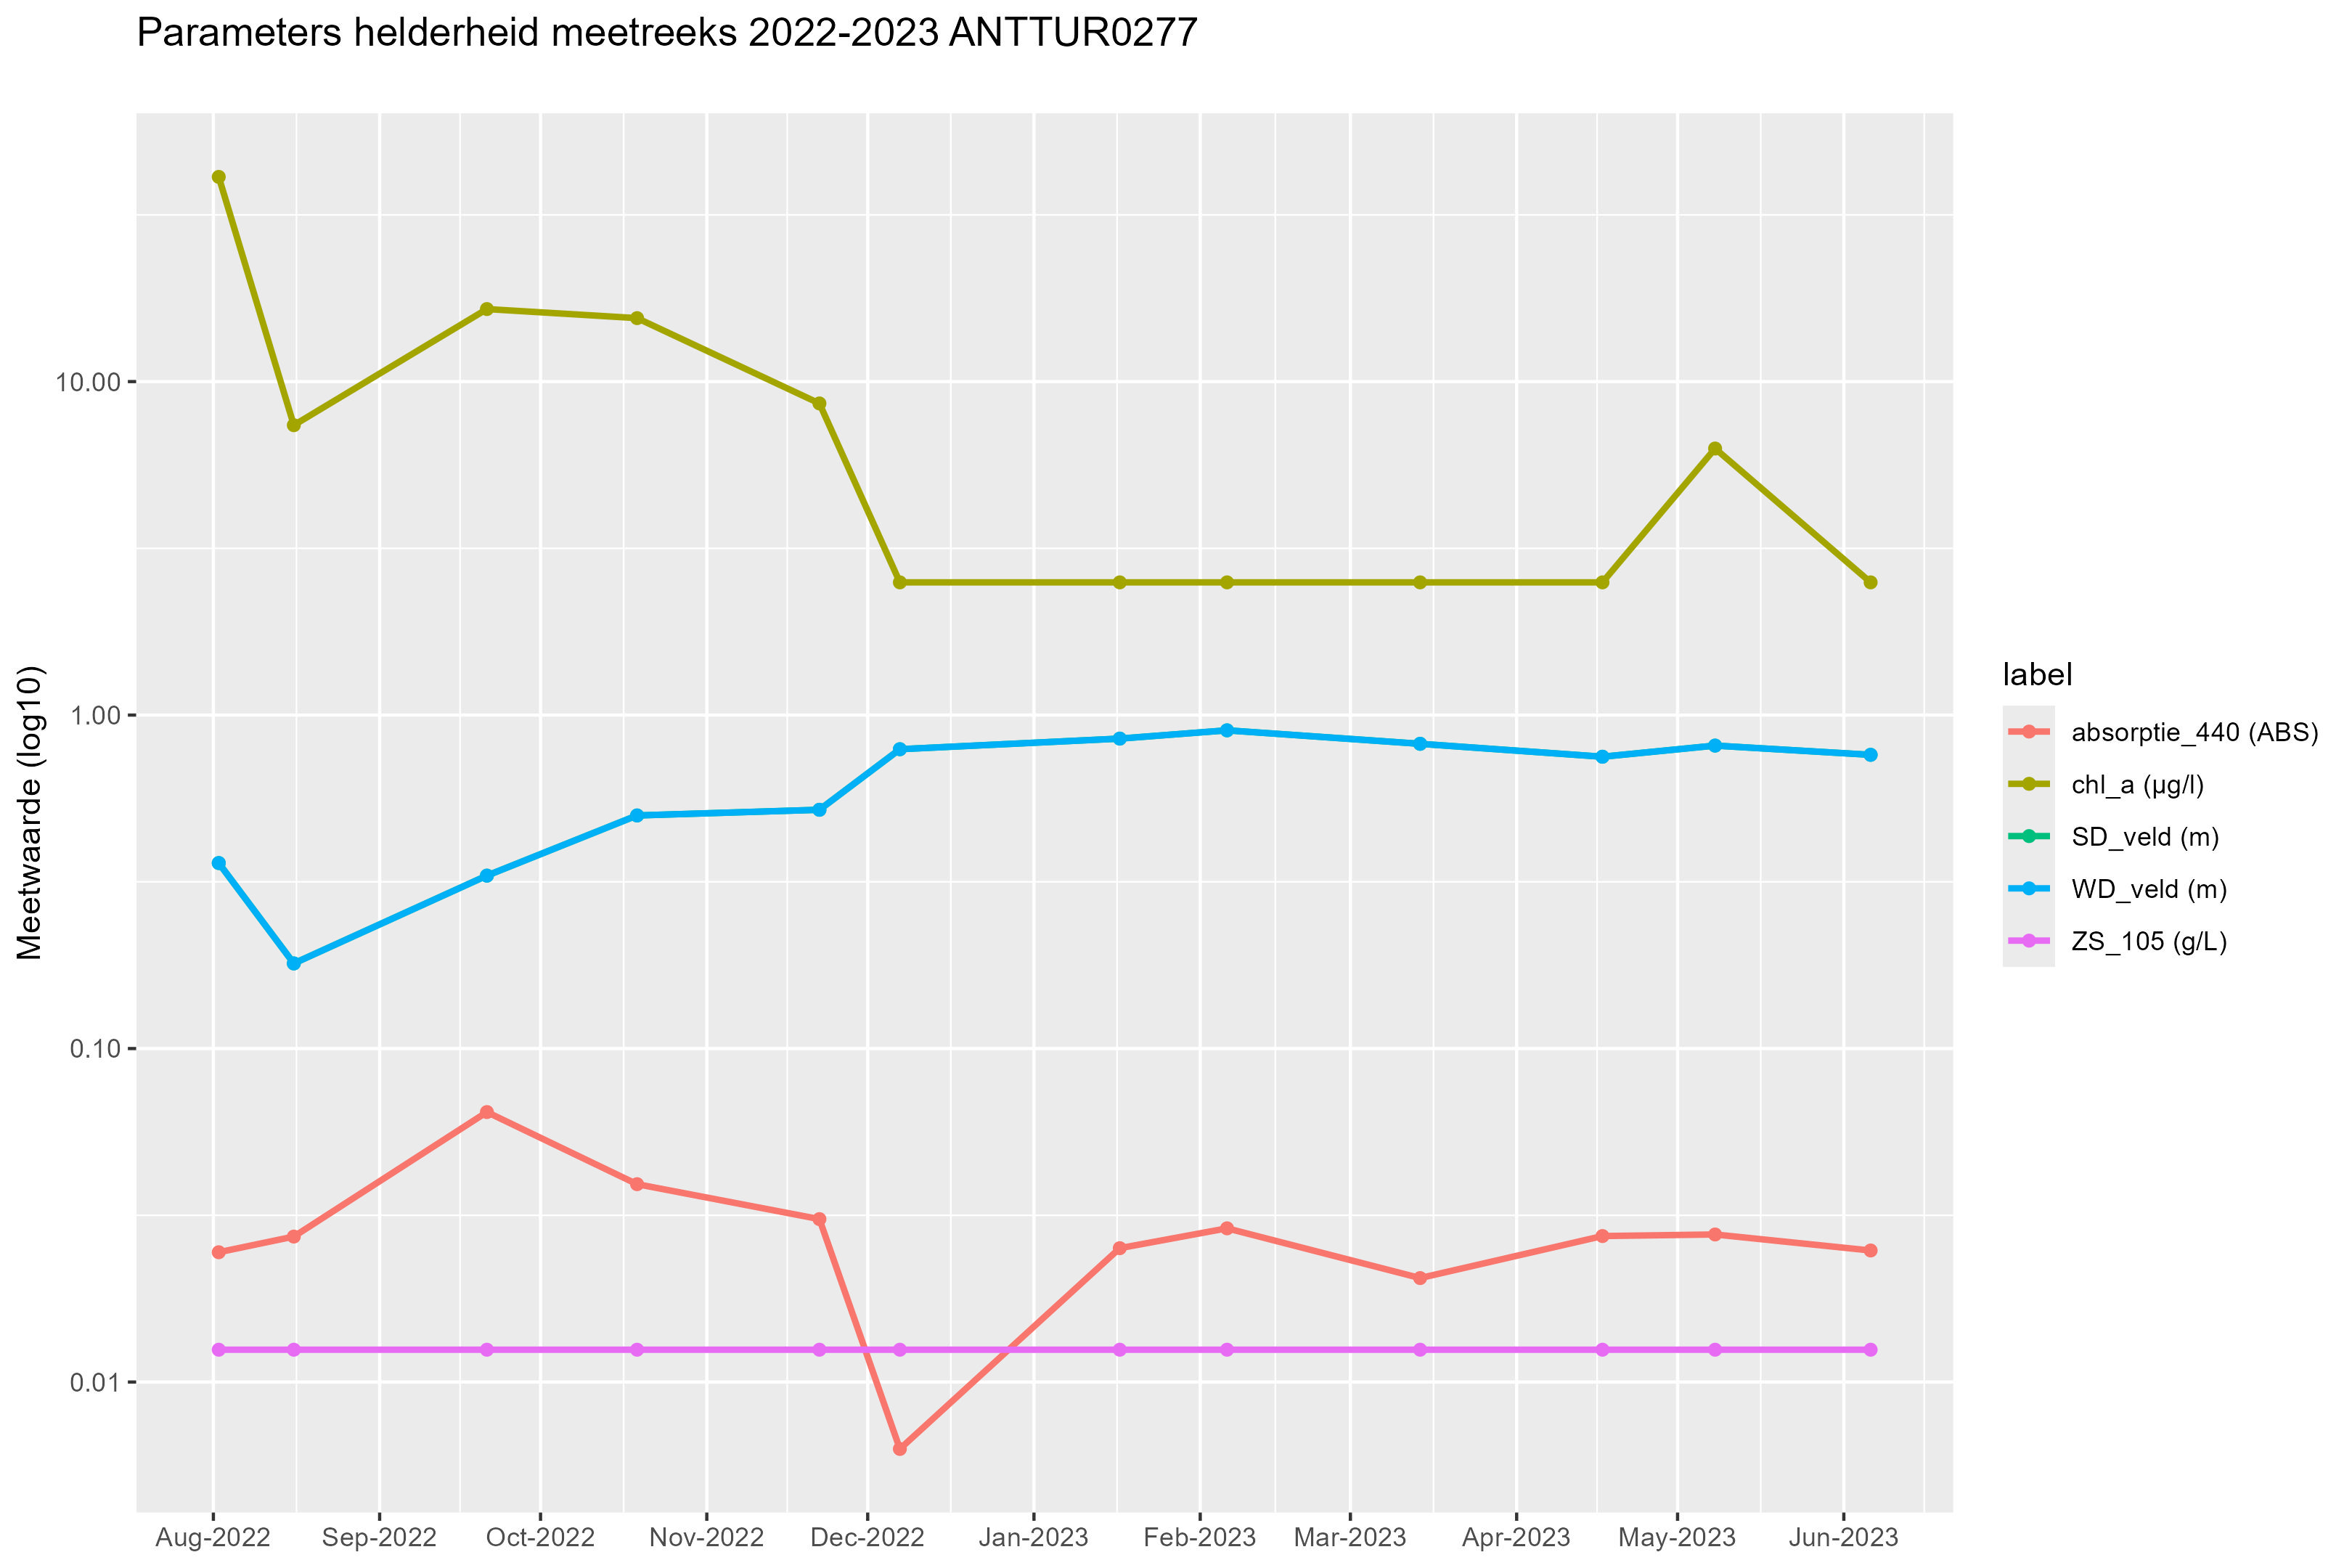 Parameters helderheid meetreeks 2022-2023 ANTTUR0277
Meetwaarde (log10)
10.00
1.00
0.10
0.01
Aug-2022
Sep-2022
Oct-2022
Nov-2022
Dec-2022
Jan-2023
Feb-2023
Mar-2023
Apr-2023
May-2023
Jun-2023
label
absorptie_440 (ABS)
chl_a (µg/l)
SD_veld (m)
WD_veld (m)
ZS_105 (g/L)